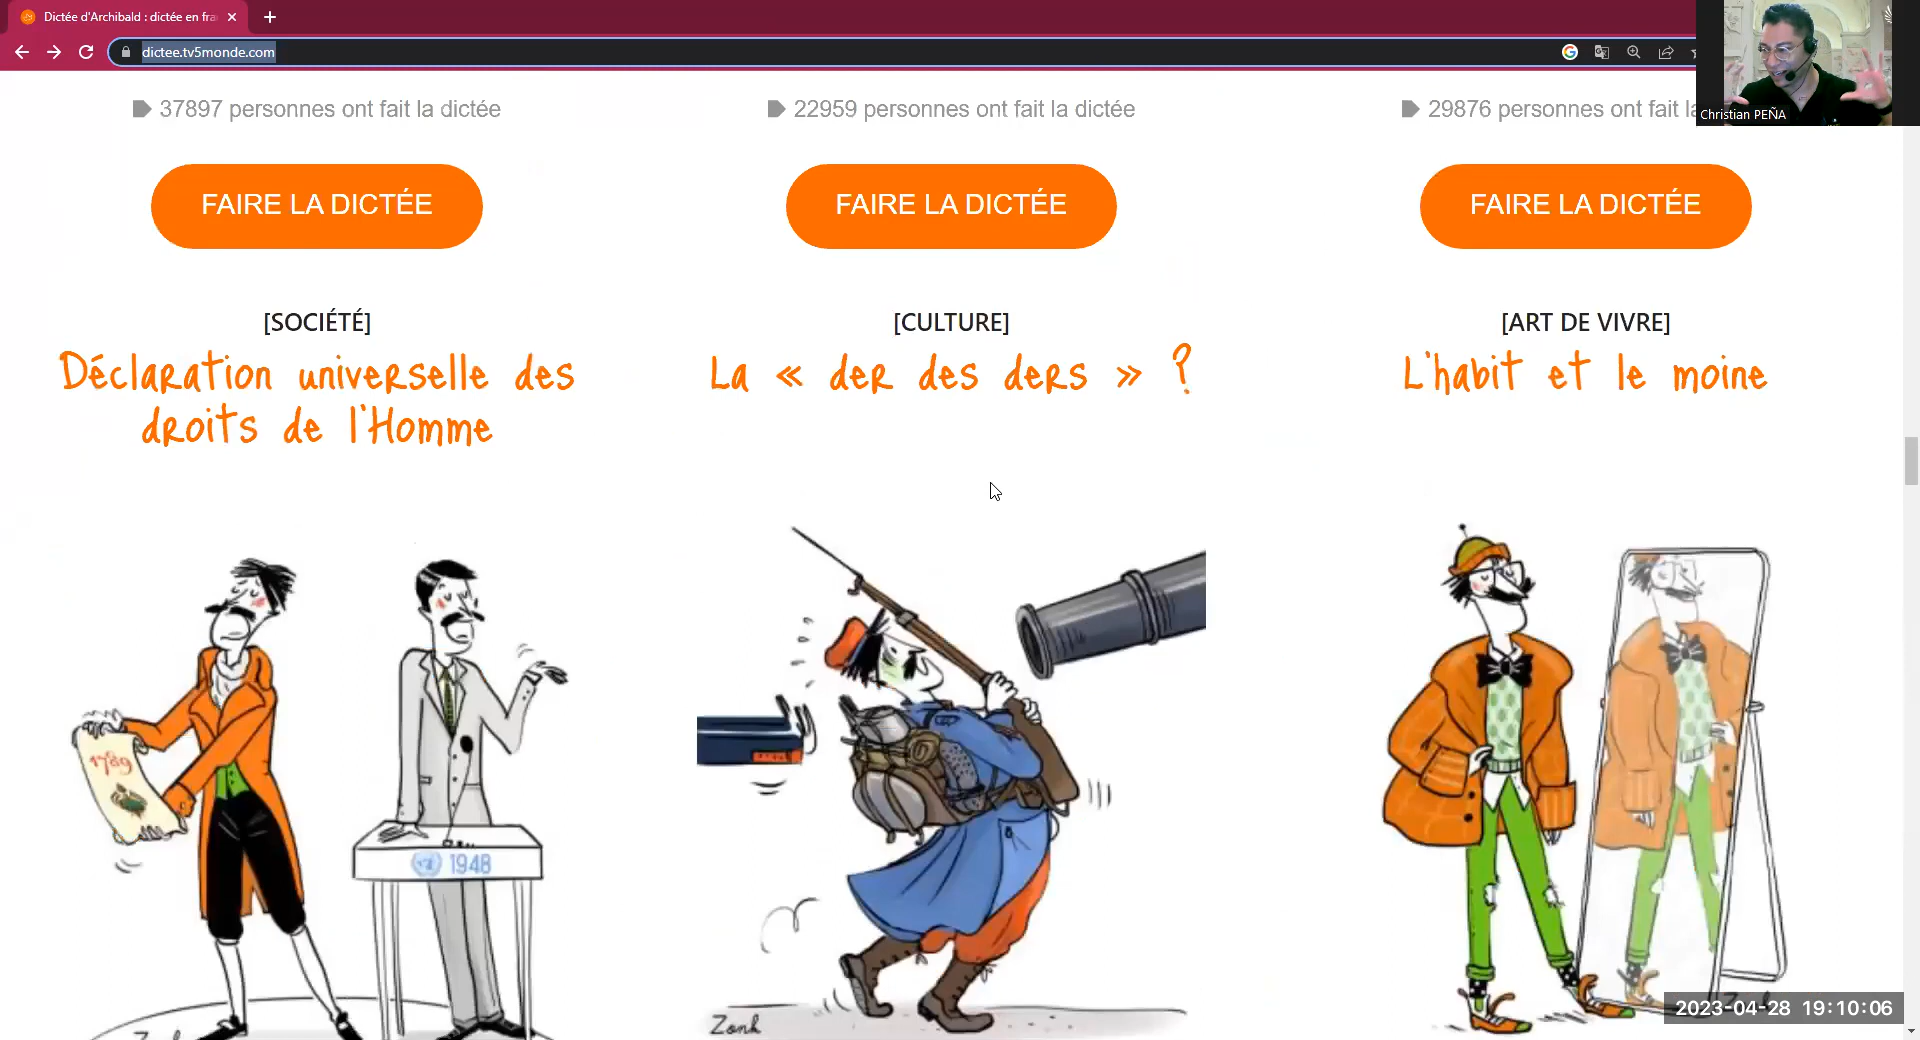 Dictée d'Archibald : dictée en fra
dictee.tv5monde.com
Christian PEÑA
37897 personnes ont fait la dictée
22959 personnes ont fait la dictée
29876 personnes ont fait la
FAIRE LA DICTÉE
FAIRE LA DICTÉE
FAIRE LA DICTÉE
[SOCIÉTÉ]
Déclaration universelle des
droits de l'Homme
[CULTURE]
La « der des ders » ?
[ART DE VIVRE]
L'habit et le moine
1789
1948
Zonk
2023-04-28 19:10:06